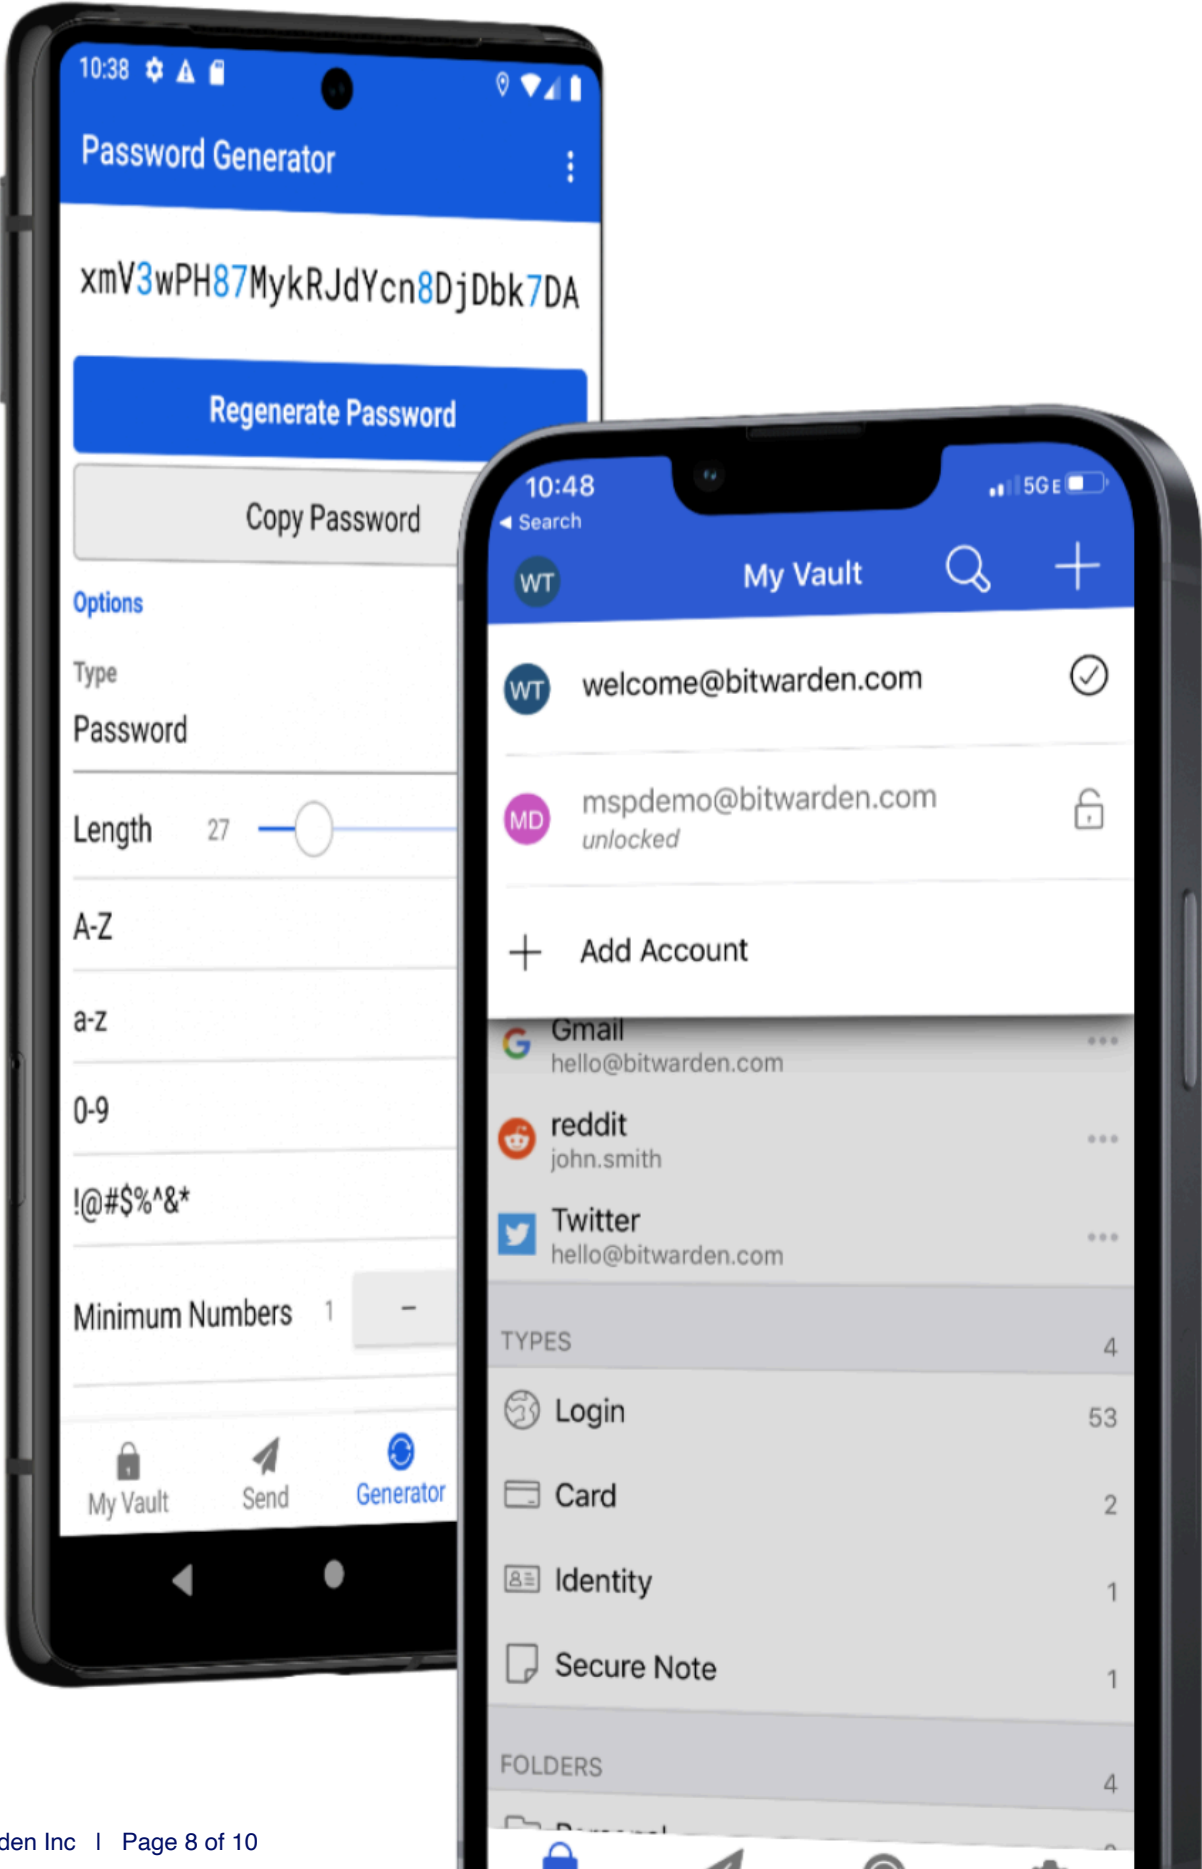 10:38
Password Generator
xmV3wPH87MykRJdYcn8DjDbk7DA
Regenerate Password
Copy Password
Options
Type
Password
Length 27
A-Z
a-z
0-9
!@#$%^&*
Minimum Numbers 1 −
My Vault Send Generator
10:48 5G E
Search
WT My Vault
WT welcome@bitwarden.com
MD mspdemo@bitwarden.com
unlocked
Add Account
Gmail
hello@bitwarden.com
reddit
john.smith
Twitter
hello@bitwarden.com
TYPES 4
Login 53
Card 2
Identity 1
Secure Note 1
FOLDERS 4
den Inc | Page 8 of 10